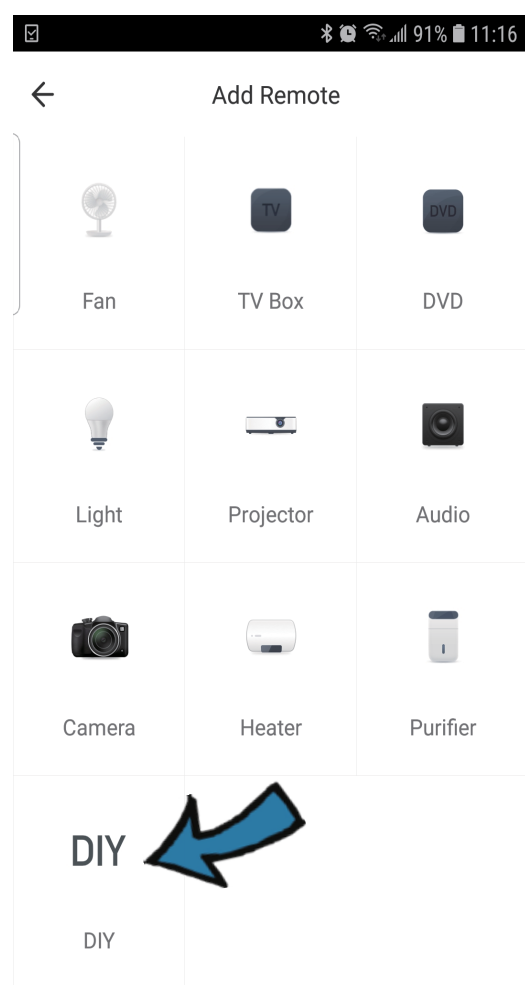 91% 11:16
Add Remote
TV DVD
Fan TV Box DVD
Light Projector Audio
Camera Heater Purifier
DIY
DIY